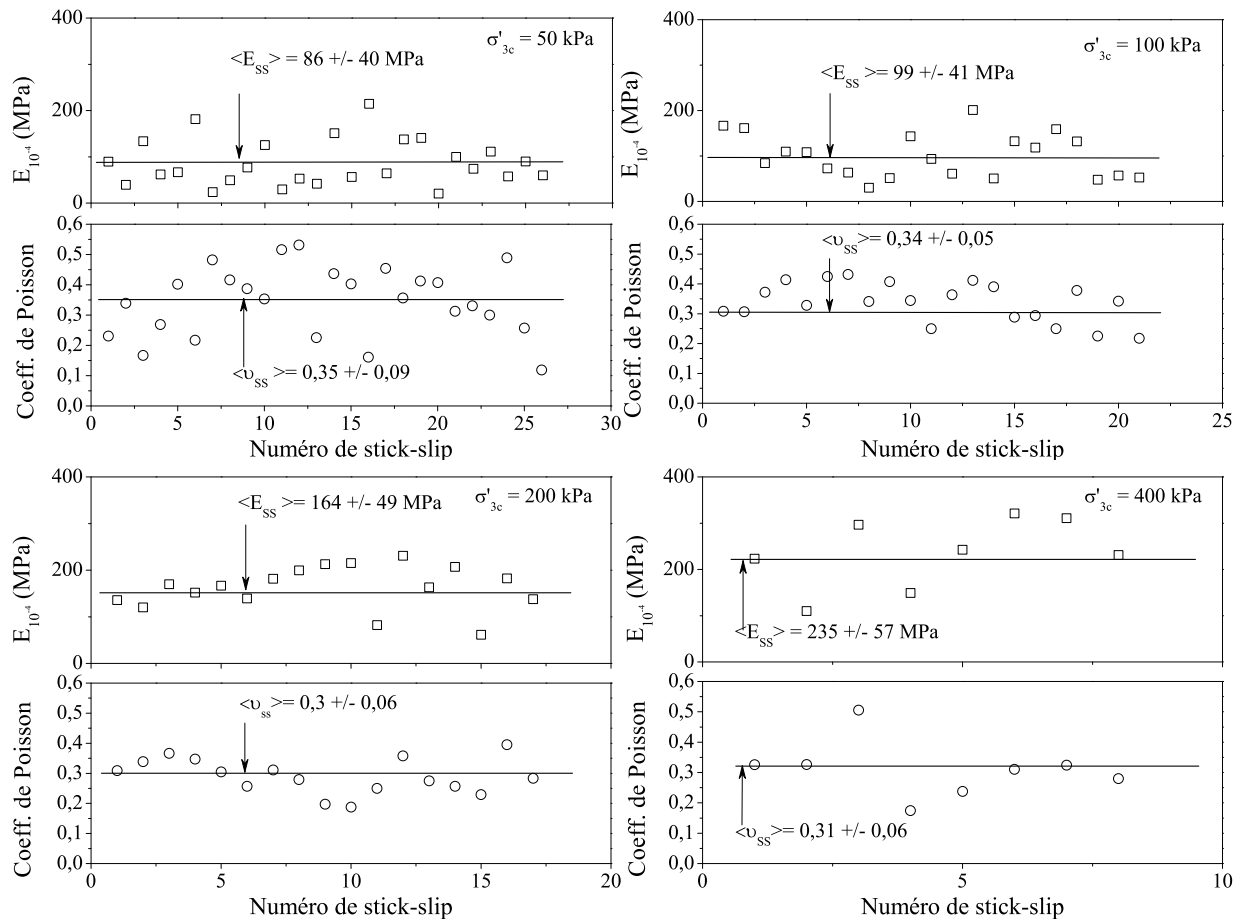 400
σ'3c = 50 kPa
<ESS> = 86 +/- 40 MPa
E10-4 (MPa)
200
0
0,6
Coeff. de Poisson
0,5
0,4
0,3
0,2
<υSS> = 0,35 +/- 0,09
0,1
0,0
0 5 10 15 20 25 30
Numéro de stick-slip
400
σ'3c = 100 kPa
<ESS> = 99 +/- 41 MPa
E10-4 (MPa)
200
0
0,6
<υSS> = 0,34 +/- 0,05
Coeff. de Poisson
0,5
0,4
0,3
0,2
0,1
0,0
0 5 10 15 20 25
Numéro de stick-slip
400
<ESS> = 164 +/- 49 MPa
σ'3c = 200 kPa
E10-4 (MPa)
200
0
0,6
<υss> = 0,3 +/- 0,06
Coeff. de Poisson
0,5
0,4
0,3
0,2
0,1
0,0
0 5 10 15 20
Numéro de stick-slip
400
σ'3c = 400 kPa
E10-4 (MPa)
200
<ESS> = 235 +/- 57 MPa
0
0,6
Coeff. de Poisson
0,5
0,4
0,3
0,2
<υSS> = 0,31 +/- 0,06
0,1
0,0
0 5 10
Numéro de stick-slip